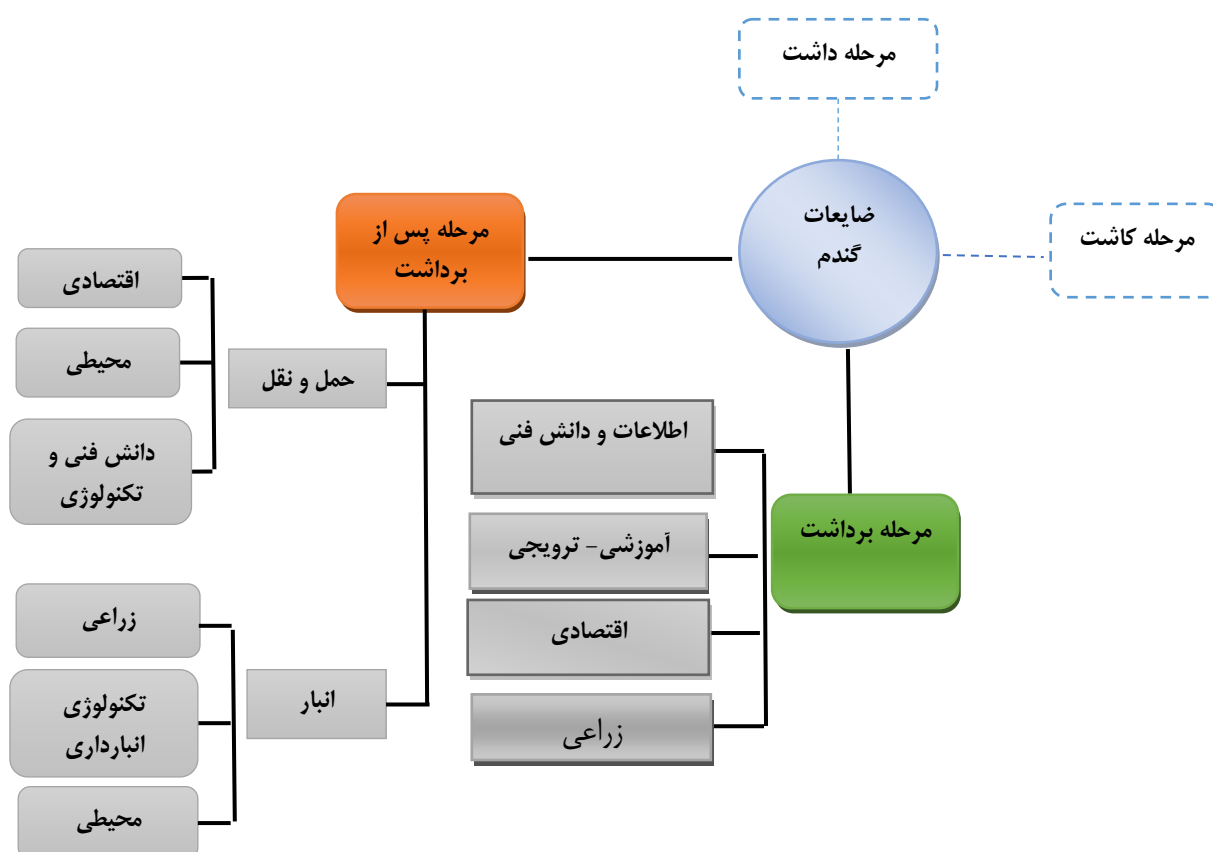 مرحله داشت
ضایعات
گندم
مرحله کاشت
مرحله پس از
برداشت
اقتصادی
محیطی
دانش فنی و
تکنولوژی
حمل و نقل
اطلاعات و دانش فنی
آموزشی- ترویجی
اقتصادی
زراعی
مرحله برداشت
زراعی
تکنولوژی
انبارداری
محیطی
انبار